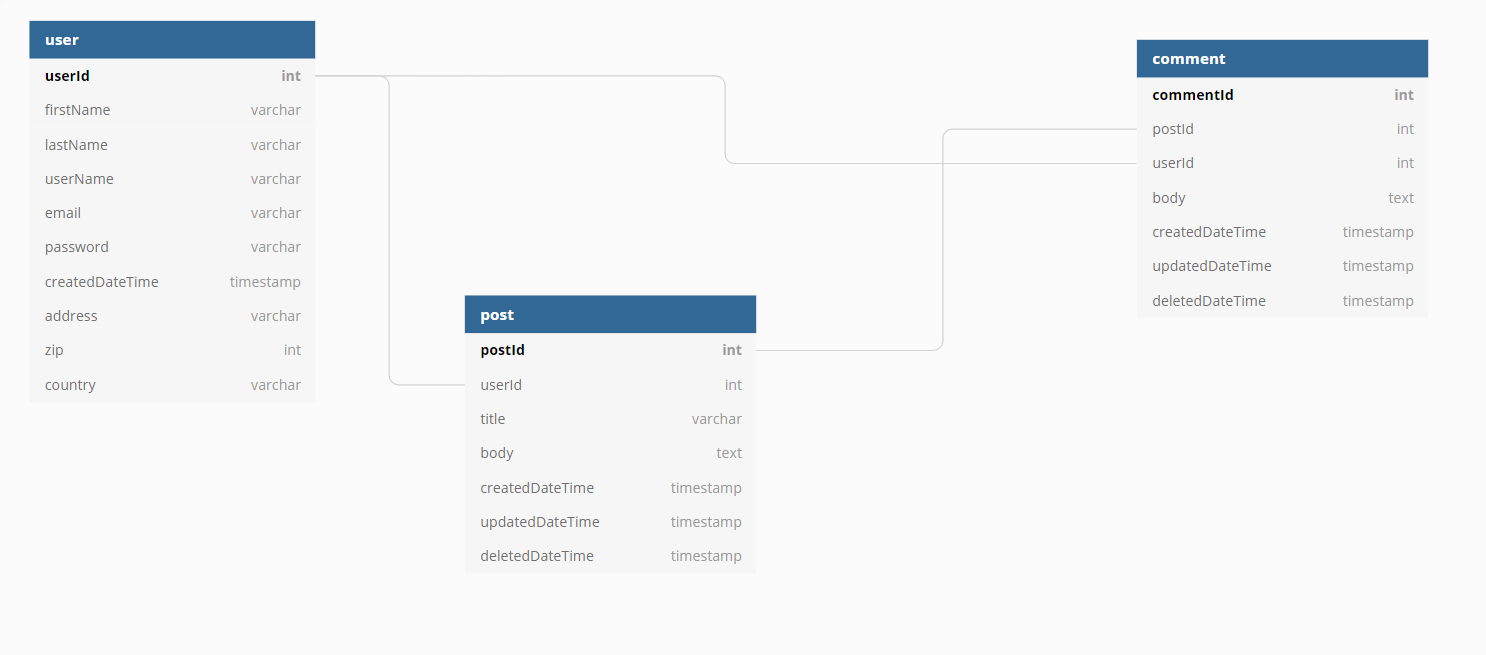 user
userId int
firstName varchar
lastName varchar
userName varchar
email varchar
password varchar
createdDateTime timestamp
address varchar
zip int
country varchar
post
postId int
userId int
title varchar
body text
createdDateTime timestamp
updatedDateTime timestamp
deletedDateTime timestamp
comment
commentId int
postId int
userId int
body text
createdDateTime timestamp
updatedDateTime timestamp
deletedDateTime timestamp